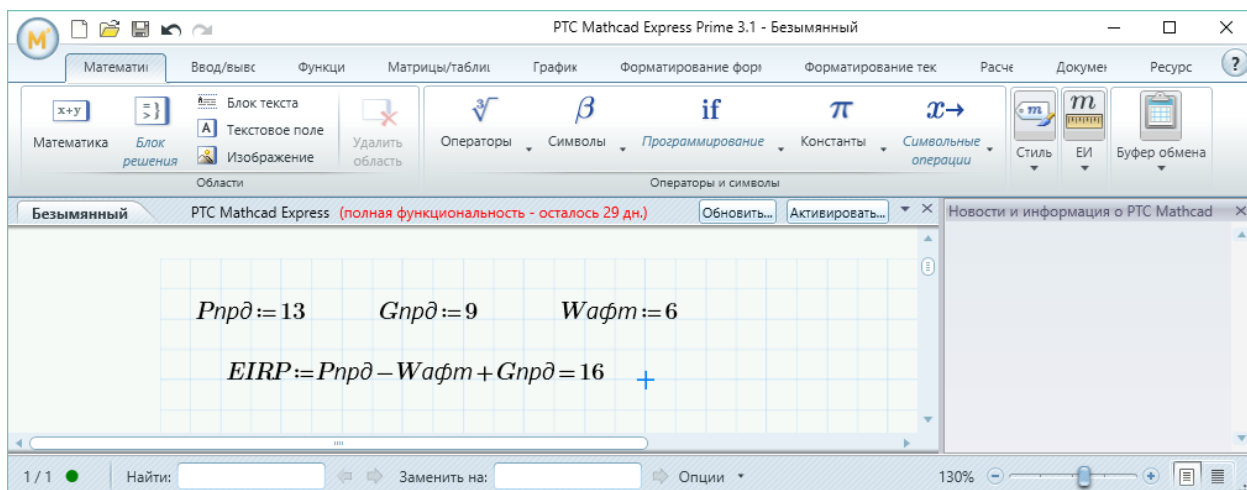 PTC Mathcad Express Prime 3.1 - Безымянный
Математи Ввод/вывс Функци Матрицы/таблиц График Форматирование форм Форматирование тек Расче Докумен Ресурс ?
x+y Математика
Блок решения
Блок текста
Текстовое поле
Изображение
Удалить область
Области
Операторы
β Символы
if Программирование
π Константы
x→ Символьные операции
Операторы и символы
m Стиль
m ЕИ
Буфер обмена
Безымянный PTC Mathcad Express (полная функциональность - осталось 29 дн.) Обновить... Активировать... Новости и информация о PTC Mathcad
Pпрд:=13 Gпрд:=9 Wафт:=6
EIRP:=Pпрд−Wафт+Gпрд=16
1 / 1 Найти: Заменить на: Опции 130%